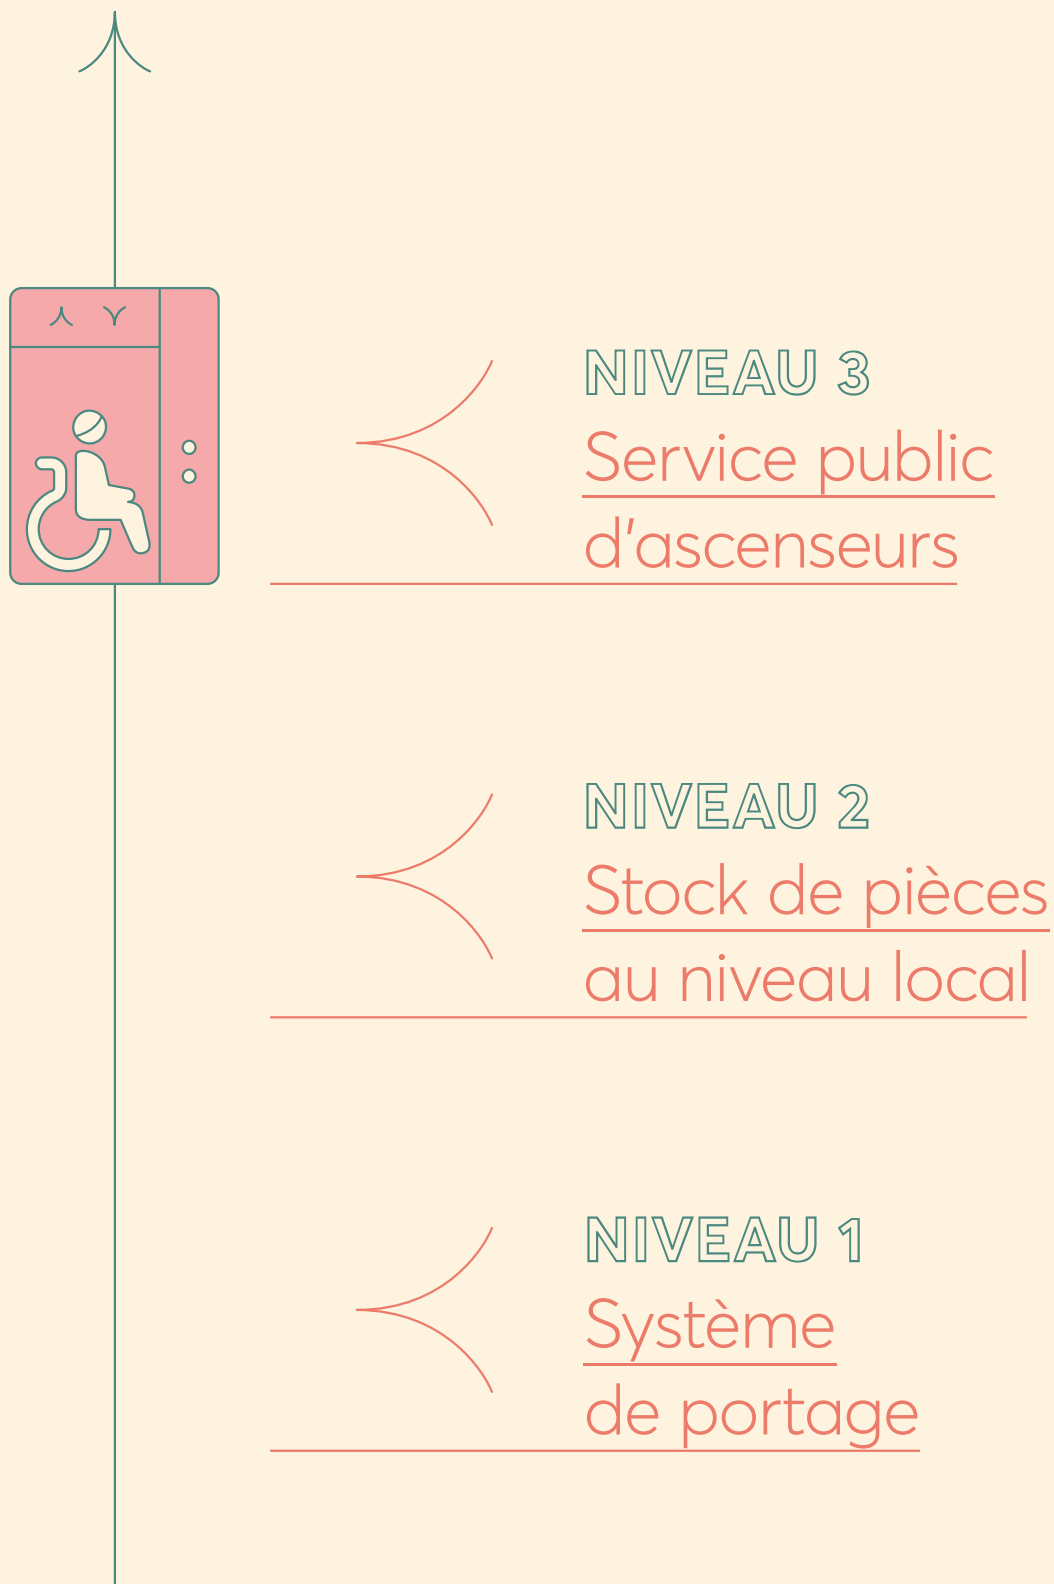 NIVEAU 3
Service public
d'ascenseurs
NIVEAU 2
Stock de pièces
au niveau local
NIVEAU 1
Système
de portage